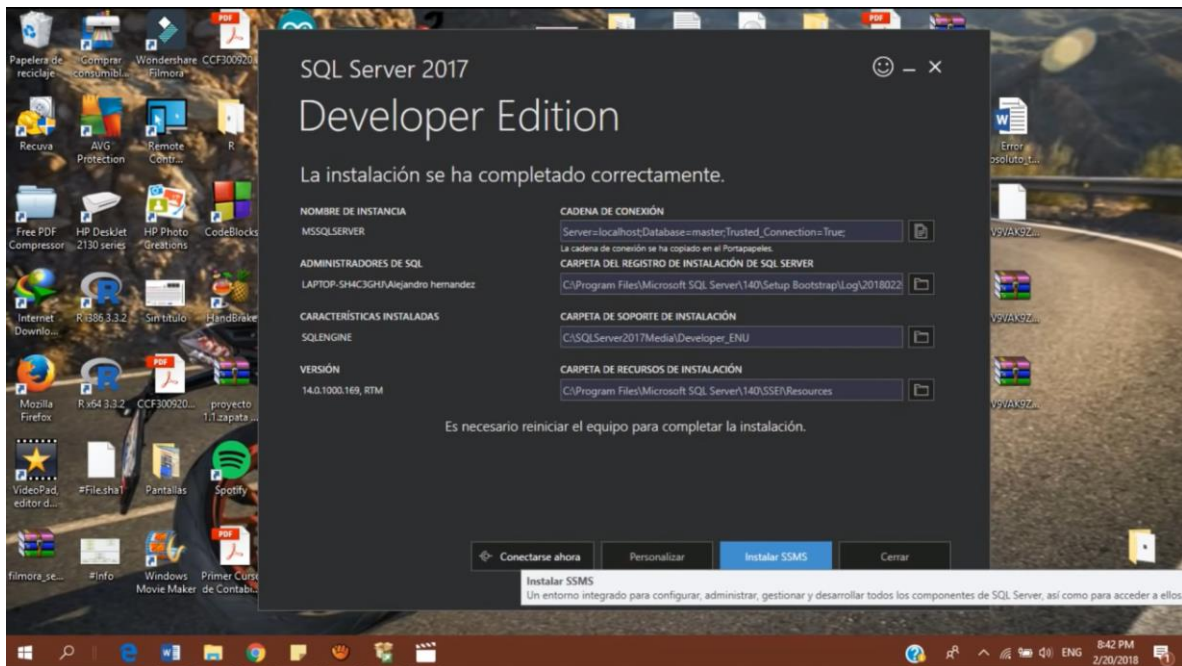 Papelera de reciclaje
Comprar consumibl...
Wondershare Filmora
CCF300920...
Recuva
AVG Protection
Remote Contr...
R
Free PDF Compressor
HP DeskJet 2130 series
HP Photo Creations
CodeBlocks
Internet Downlo...
R i386 3.3.2
Sin título
HandBrake
Mozilla Firefox
R x64 3.3.2
CCF300920...
proyecto 1.1.zapata ...
VideoPad, editor d...
#File.sha1
Pantallas
Spotify
filmora_se...
#Info
Windows Movie Maker
Primer Curso de Contabi...
PDF
PDF
PDF
PDF
SQL Server 2017
Developer Edition
La instalación se ha completado correctamente.
NOMBRE DE INSTANCIA
MSSQLSERVER
CADENA DE CONEXIÓN
Server=localhost;Database=master;Trusted_Connection=True;
La cadena de conexión se ha copiado en el Portapapeles.
ADMINISTRADORES DE SQL
LAPTOP-SH4C3GHJ\Alejandro hernandez
CARPETA DEL REGISTRO DE INSTALACIÓN DE SQL SERVER
C:\Program Files\Microsoft SQL Server\140\Setup Bootstrap\Log\2018022
CARACTERÍSTICAS INSTALADAS
SQLENGINE
CARPETA DE SOPORTE DE INSTALACIÓN
C:\SQLServer2017Media\Developer_ENU
VERSIÓN
14.0.1000.169, RTM
CARPETA DE RECURSOS DE INSTALACIÓN
C:\Program Files\Microsoft SQL Server\140\SSEI\Resources
Es necesario reiniciar el equipo para completar la instalación.
Conectarse ahora
Personalizar
Instalar SSMS
Cerrar
Instalar SSMS
Un entorno integrado para configurar, administrar, gestionar y desarrollar todos los componentes de SQL Server, así como para acceder a ellos
Error
ENG
8:42 PM
2/20/2018